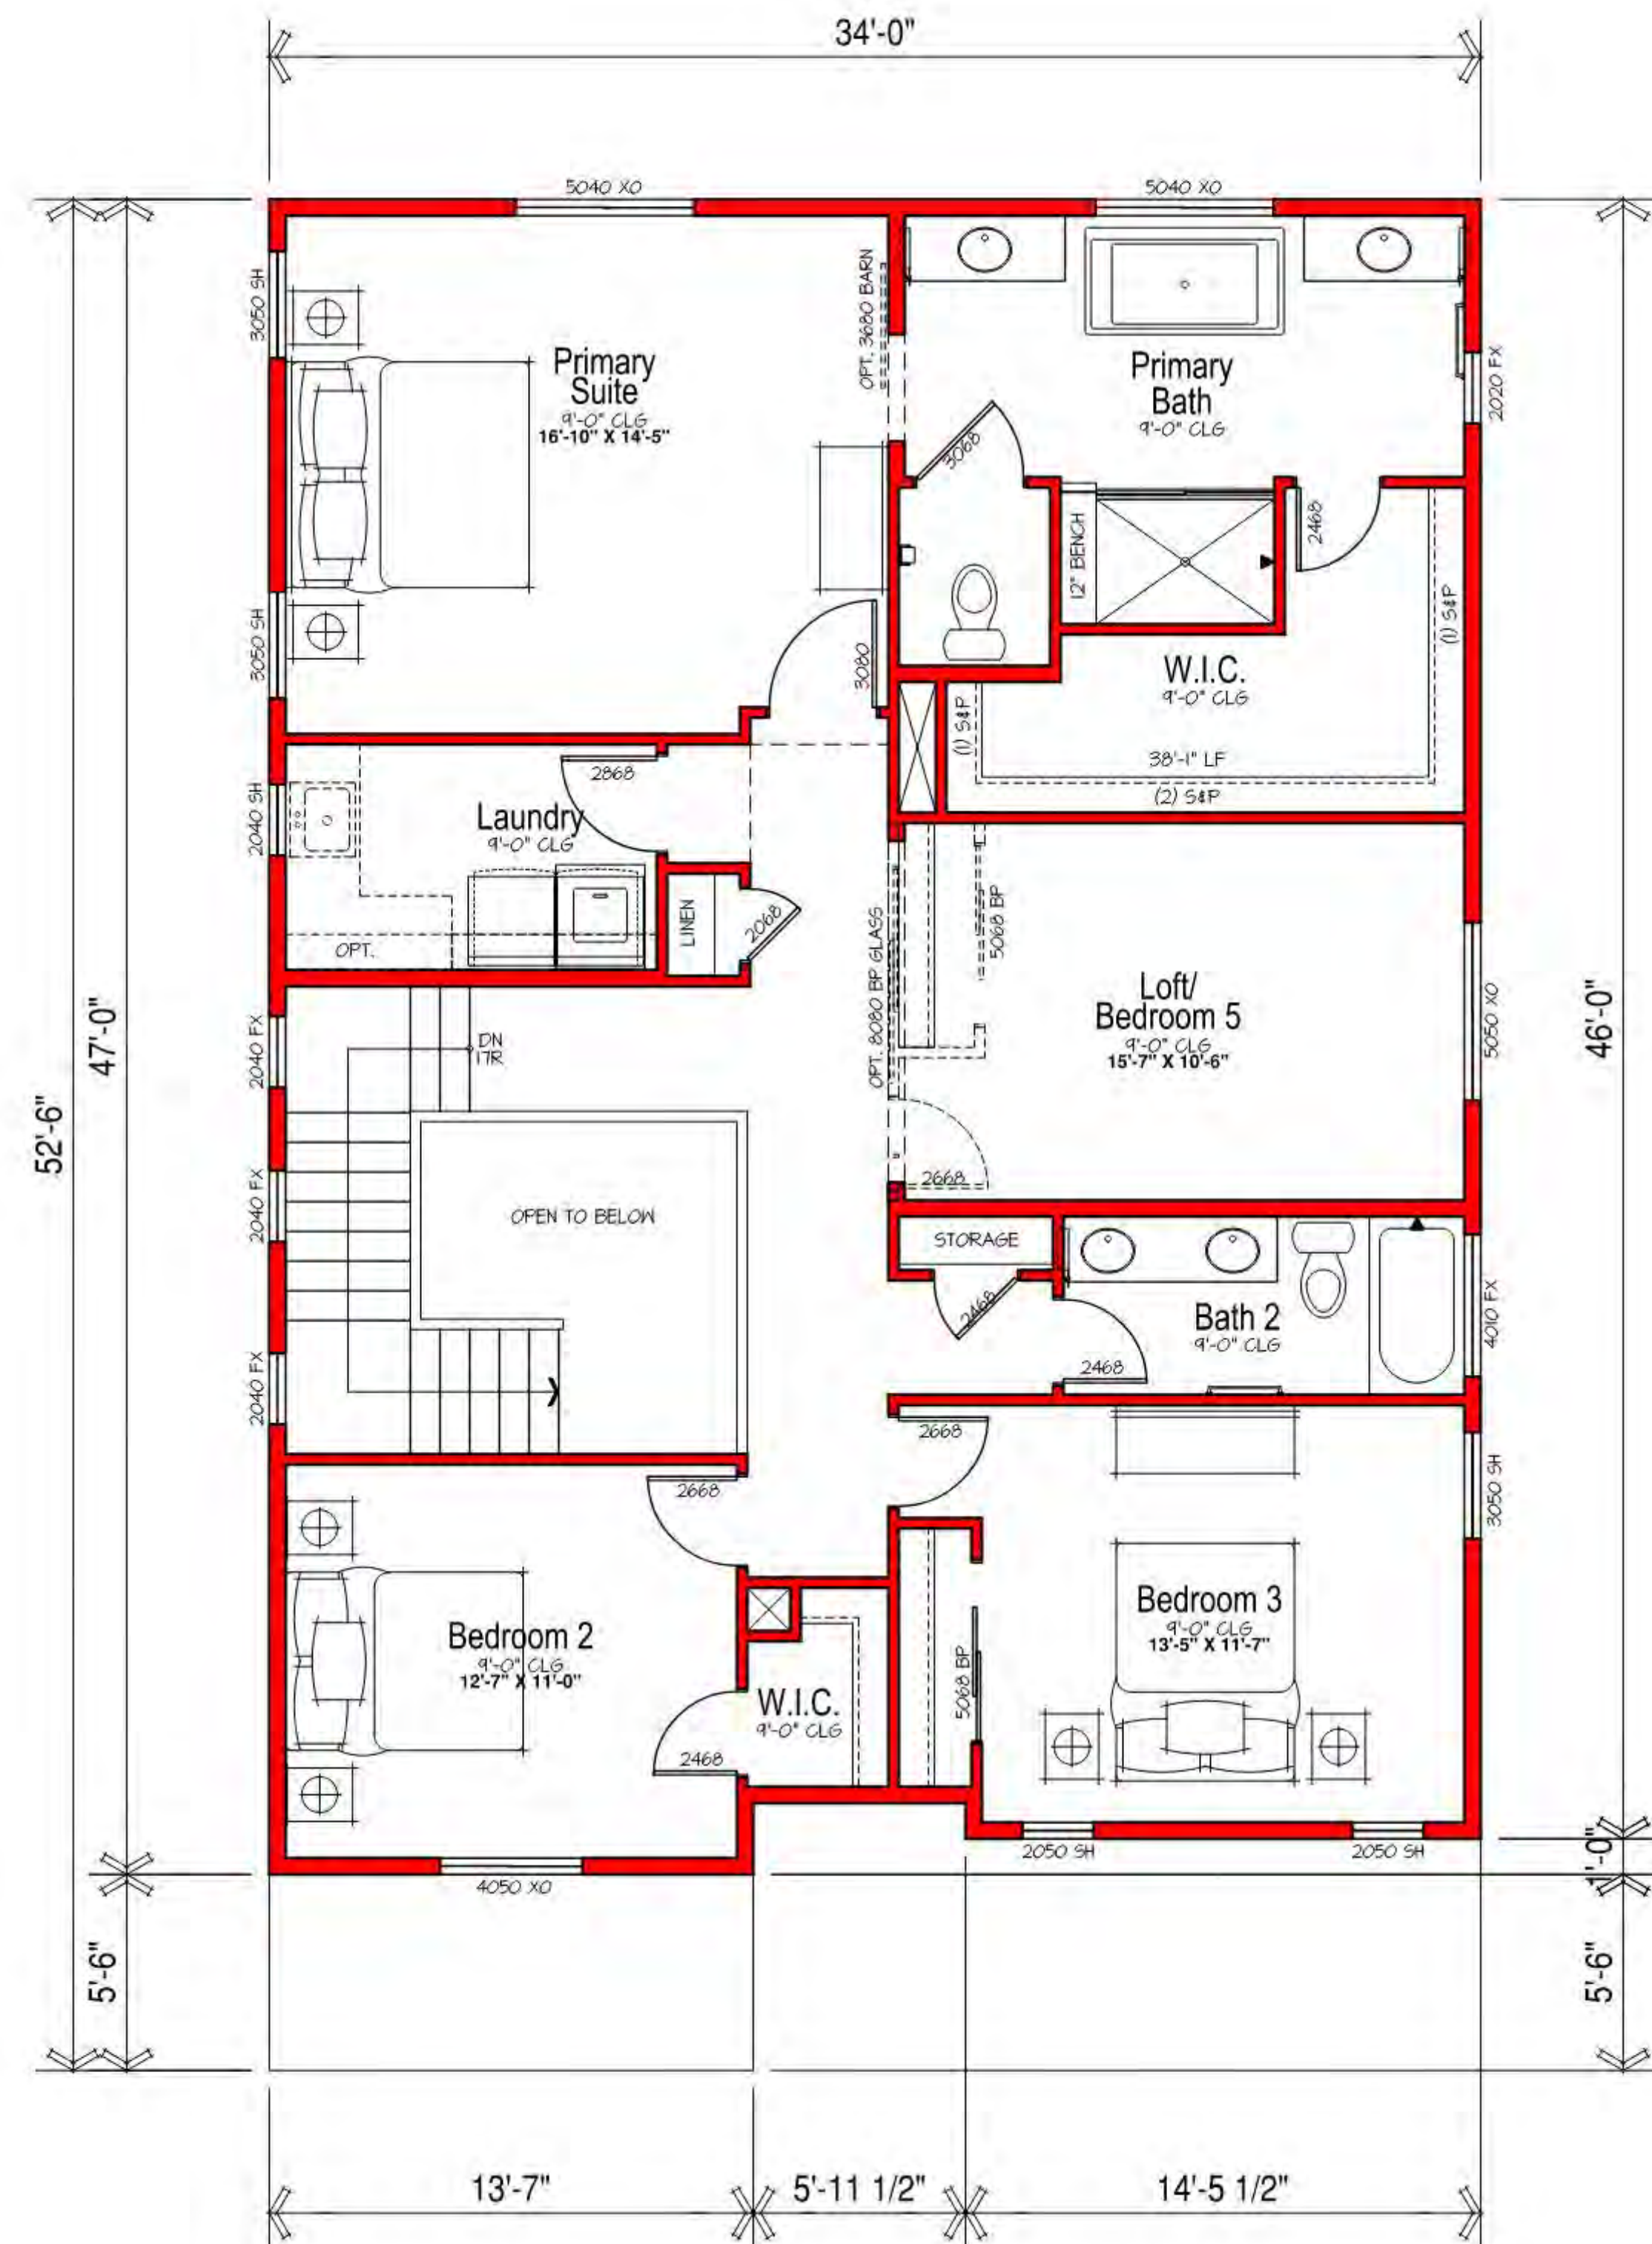 34'-0"
5040 XO
5040 XO
3050 SH
OPT. 3680 BARN
Primary
Suite
9'-0" CLG
16'-10" X 14'-5"
Primary
Bath
9'-0" CLG
2020 FX
3068
2468
12" BENCH
3050 SH
3080
(1) S&P
W.I.C.
9'-0" CLG
(1) S&P
38'-1" LF
(2) S&P
2868
2040 SH
Laundry
9'-0" CLG
OPT.
LINEN
2068
OPT. 8080 BP GLASS
5068 BP
Loft/
Bedroom 5
9'-0" CLG
15'-7" X 10'-6"
5050 XO
46'-0"
47'-0"
52'-6"
2040 FX
DN
17R
2040 FX
OPEN TO BELOW
2668
STORAGE
2468
Bath 2
9'-0" CLG
4010 FX
2468
2040 FX
2668
2668
3050 SH
Bedroom 2
9'-0" CLG
12'-7" X 11'-0"
Bedroom 3
9'-0" CLG
13'-5" X 11'-7"
5068 BP
W.I.C.
9'-0" CLG
2468
2050 SH
2050 SH
4050 XO
1'-0"
5'-6"
5'-6"
13'-7"
5'-11 1/2"
14'-5 1/2"